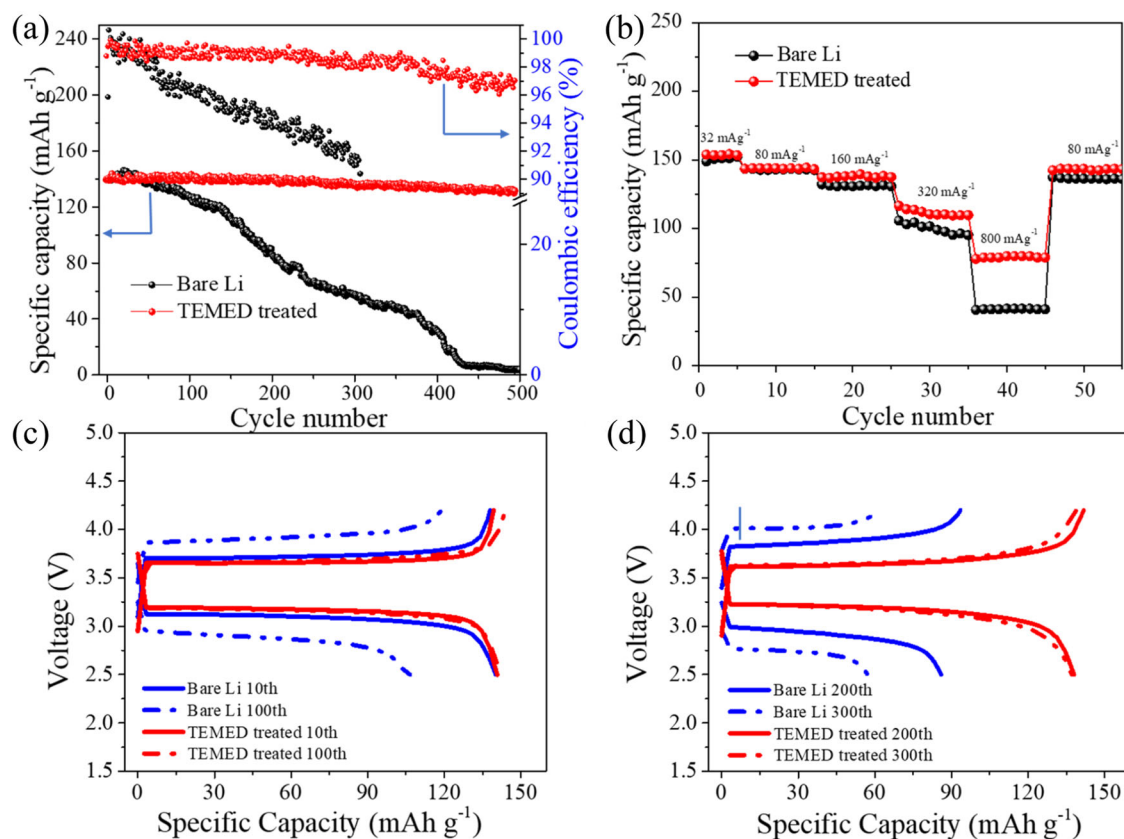 (a)
240
200
160
120
80
40
0
Specific capacity (mAh g⁻¹)
100
98
96
94
92
91
90
20
0
Coulombic efficiency (%)
Bare Li
TEMED treated
0
100
200
300
400
500
Cycle number
(b)
250
200
150
100
50
0
Specific capacity (mAh g⁻¹)
Bare Li
TEMED treated
32 mAg⁻¹
80 mAg⁻¹
160 mAg⁻¹
320 mAg⁻¹
800 mAg⁻¹
80 mAg⁻¹
0
10
20
30
40
50
Cycle number
(c)
5.0
4.5
4.0
3.5
3.0
2.5
2.0
1.5
Voltage (V)
Bare Li 10th
Bare Li 100th
TEMED treated 10th
TEMED treated 100th
0
30
60
90
120
150
Specific Capacity (mAh g⁻¹)
(d)
5.0
4.5
4.0
3.5
3.0
2.5
2.0
1.5
Voltage (V)
Bare Li 200th
Bare Li 300th
TEMED treated 200th
TEMED treated 300th
0
30
60
90
120
150
Specific Capacity (mAh g⁻¹)